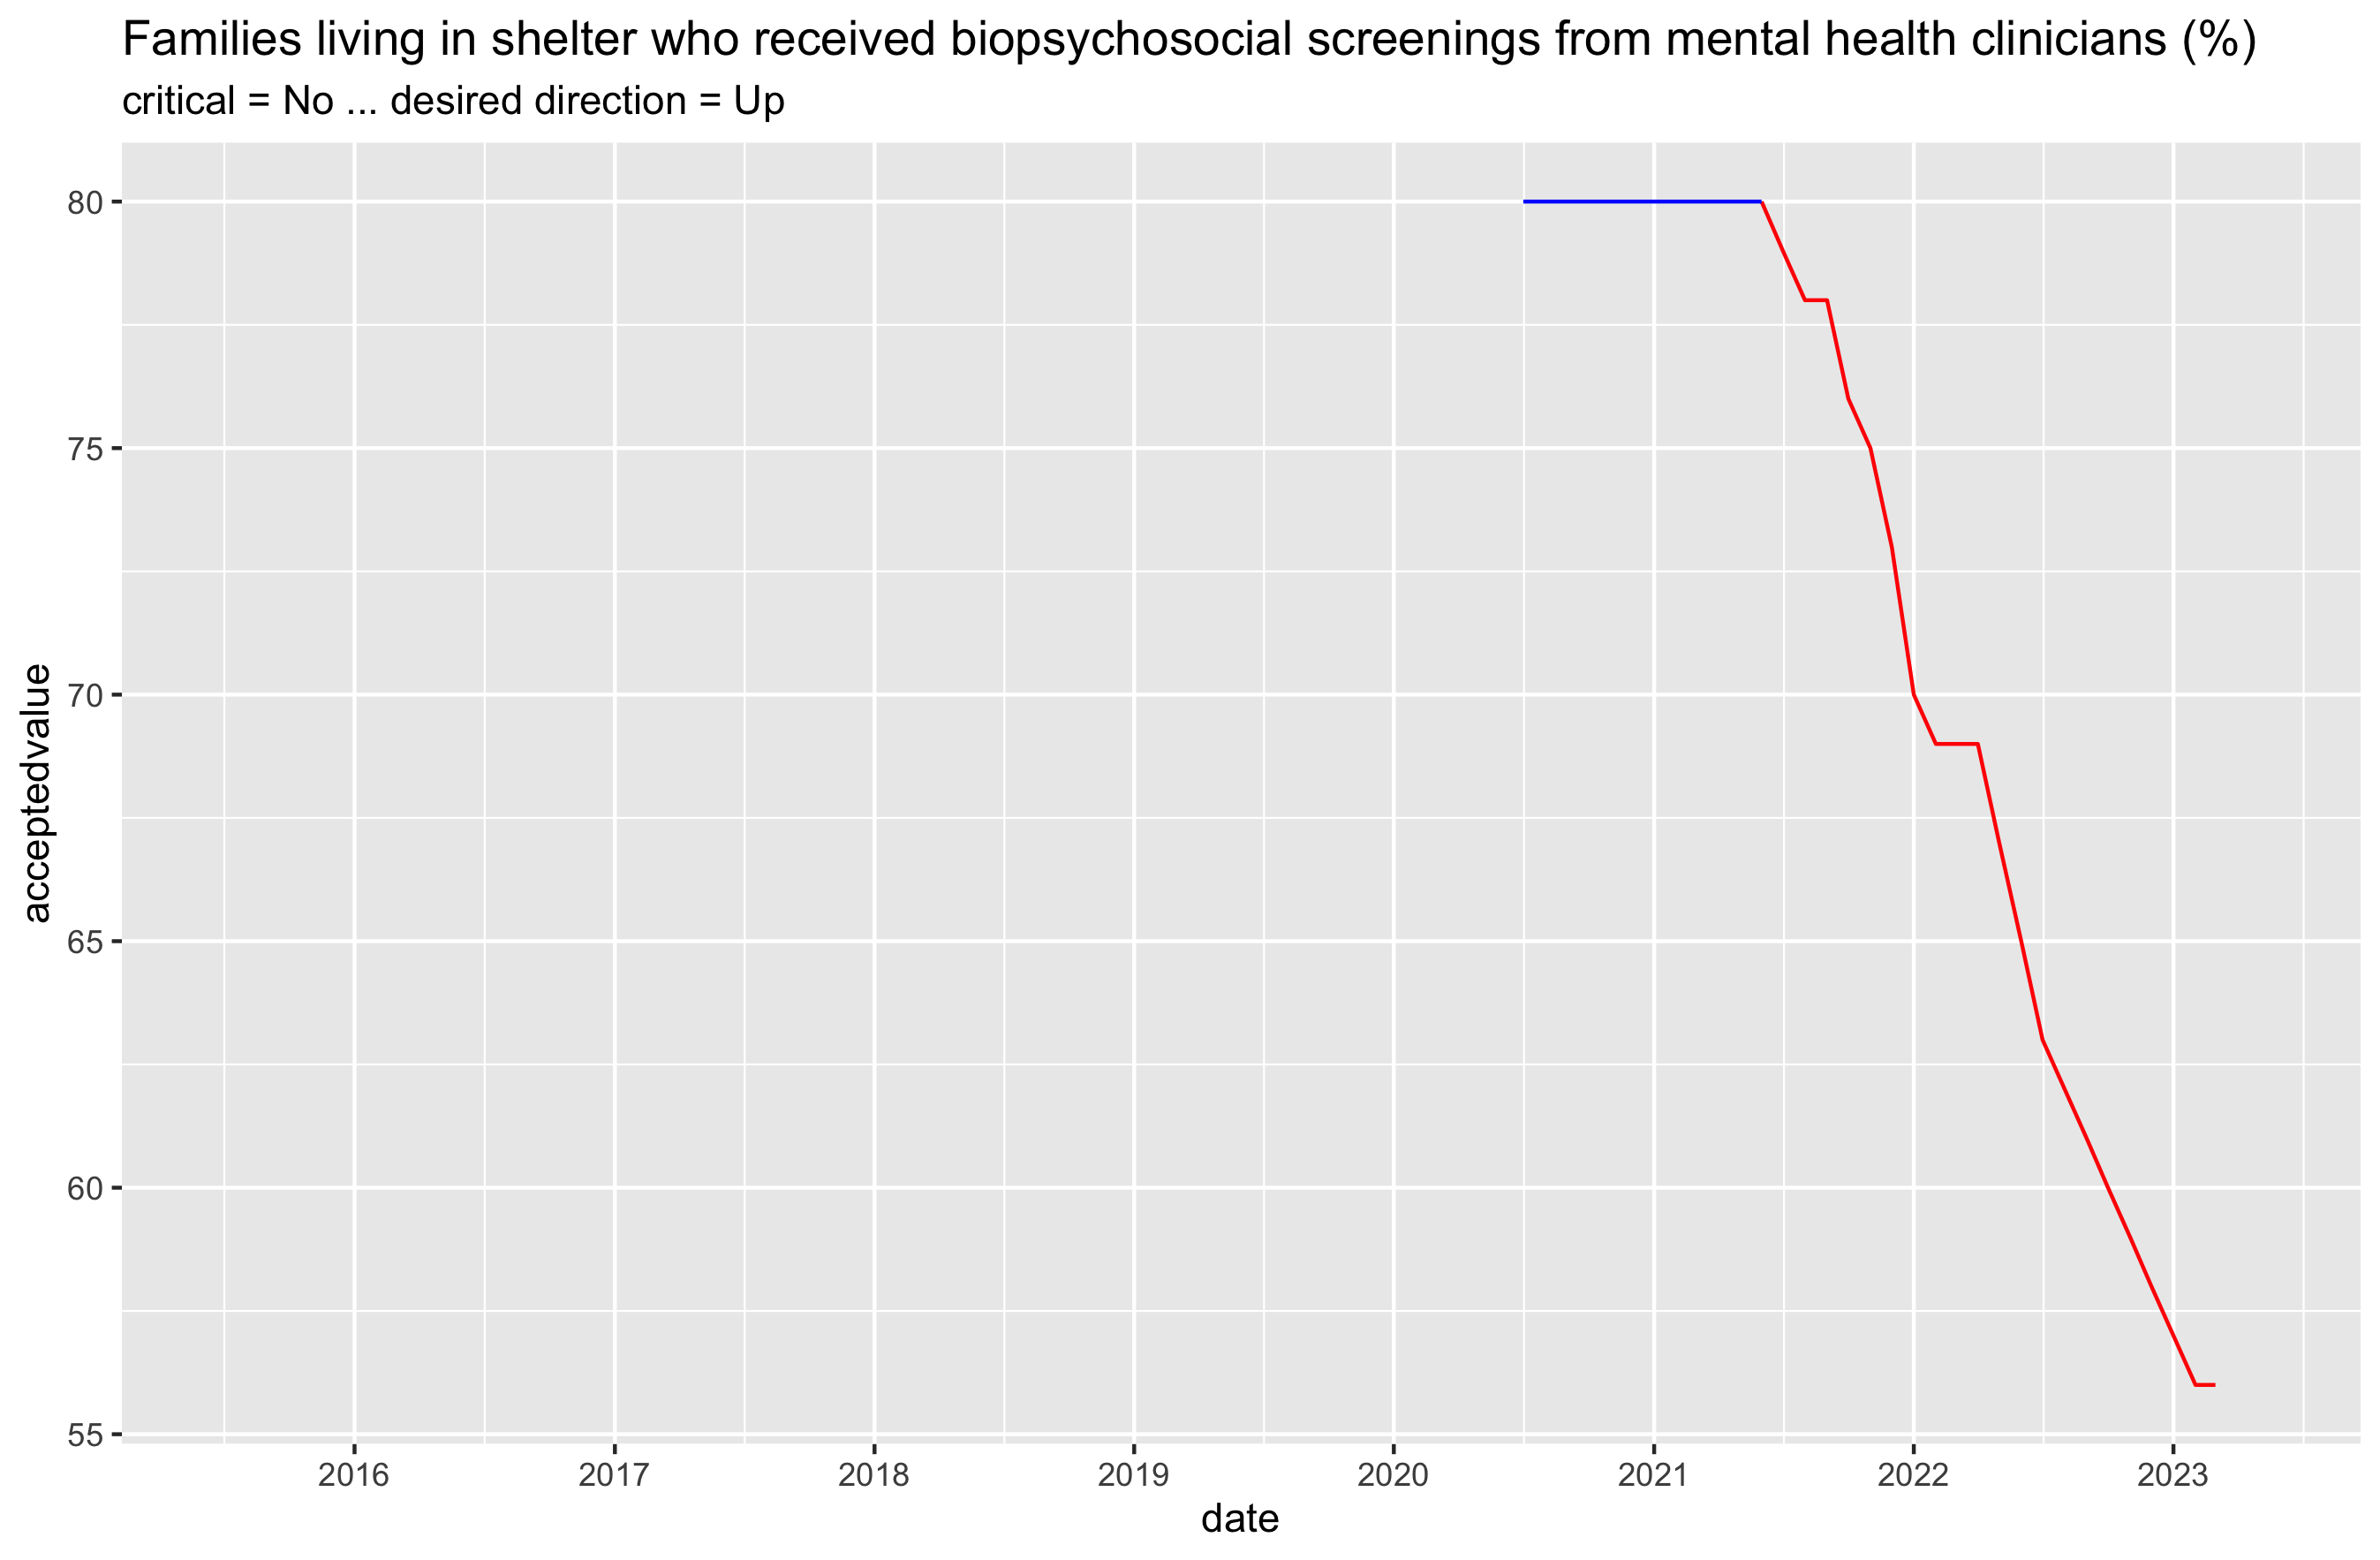 Families living in shelter who received biopsychosocial screenings from mental health clinicians (%)
critical = No ... desired direction = Up
acceptedvalue
80
75
70
65
60
55
2016 2017 2018 2019 2020 2021 2022 2023
date